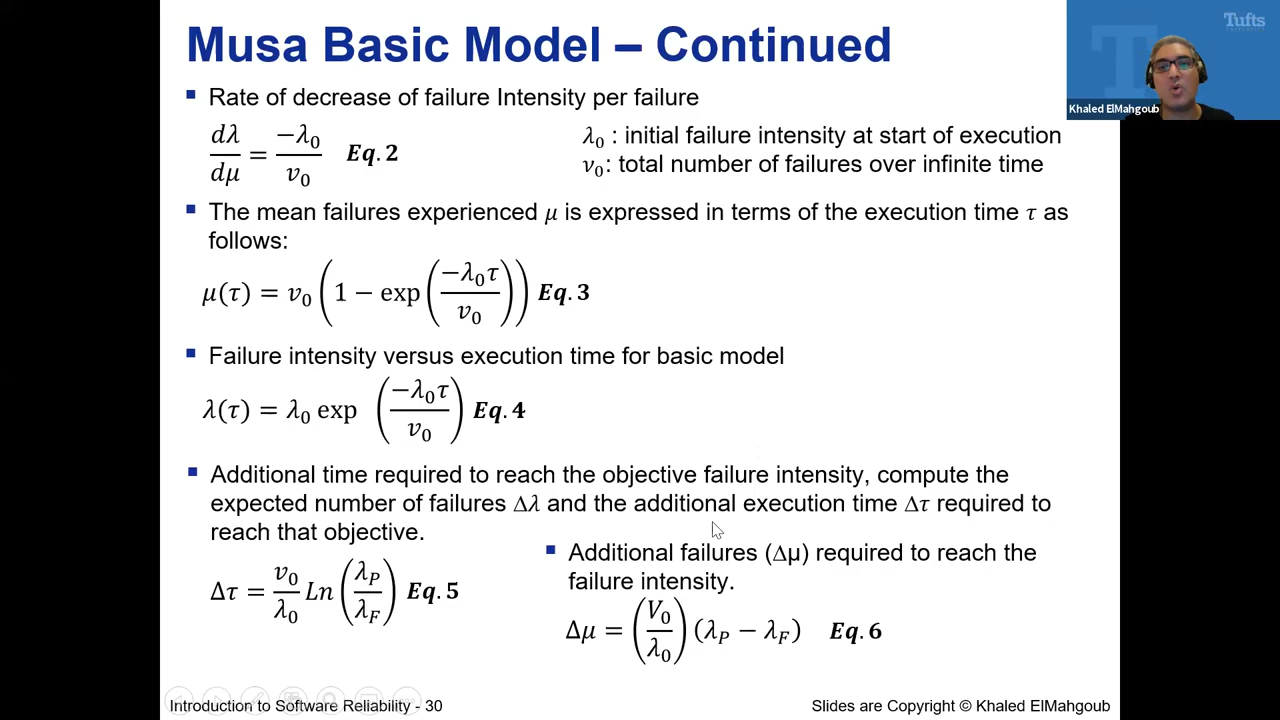 Musa Basic Model – Continued
Tufts
UNIVERSITY
Khaled ElMahgoub
▪ Rate of decrease of failure Intensity per failure
dλ/dμ = −λ₀/v₀ Eq. 2
λ₀ : initial failure intensity at start of execution
v₀: total number of failures over infinite time
▪ The mean failures experienced μ is expressed in terms of the execution time τ as
follows:
μ(τ) = v₀ (1 − exp (−λ₀τ/v₀)) Eq. 3
▪ Failure intensity versus execution time for basic model
λ(τ) = λ₀ exp (−λ₀τ/v₀) Eq. 4
▪ Additional time required to reach the objective failure intensity, compute the
expected number of failures Δλ and the additional execution time Δτ required to
reach that objective.
Δτ = v₀/λ₀ Ln (λ_P/λ_F) Eq. 5
▪ Additional failures (Δμ) required to reach the
failure intensity.
Δμ = (V₀/λ₀) (λ_P − λ_F) Eq. 6
Introduction to Software Reliability - 30
Slides are Copyright © Khaled ElMahgoub